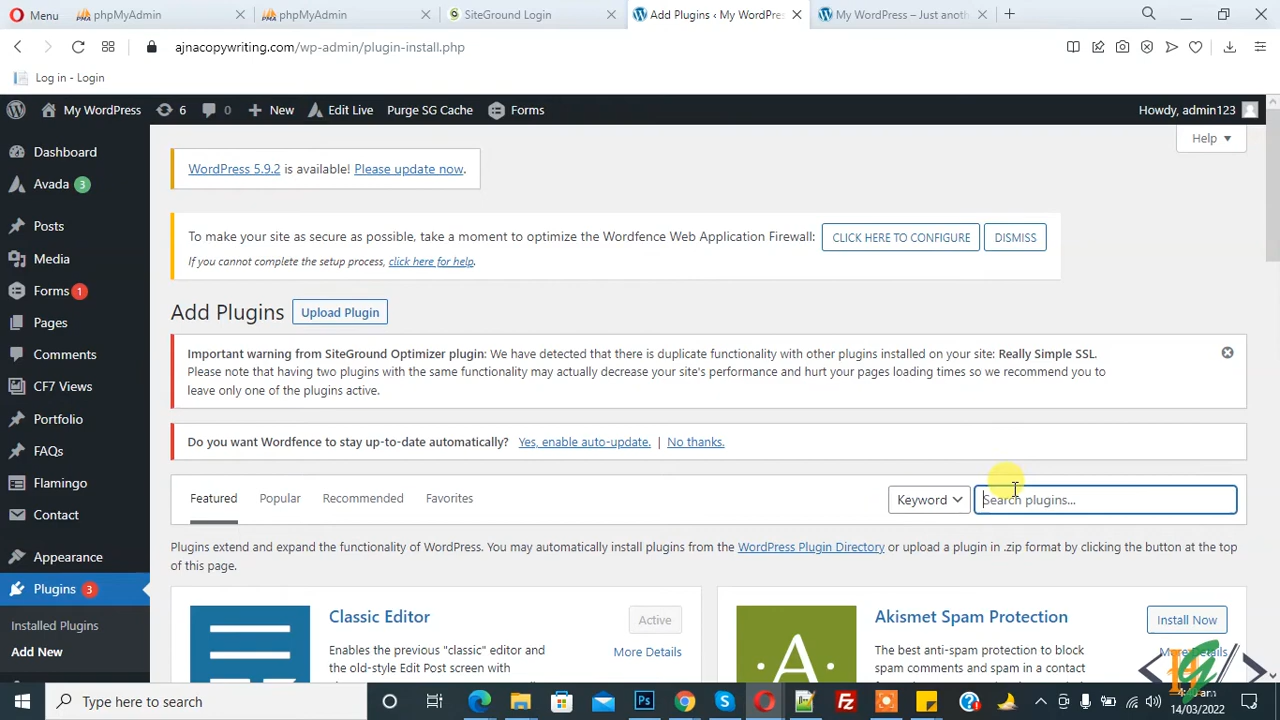 phpMyAdmin
phpMyAdmin
SiteGround Login
Add Plugins ‹ My WordPres
My WordPress – Just anoth
ajnacopywriting.com/wp-admin/plugin-install.php
Log in - Login
My WordPress
6
0
New
Edit Live
Purge SG Cache
Forms
Howdy, admin123
Menu
Dashboard
Avada 3
Posts
Media
Forms 1
Pages
Comments
CF7 Views
Portfolio
FAQs
Flamingo
Contact
Appearance
Plugins 3
Installed Plugins
Add New
Help
WordPress 5.9.2 is available! Please update now.
To make your site as secure as possible, take a moment to optimize the Wordfence Web Application Firewall: CLICK HERE TO CONFIGURE DISMISS
If you cannot complete the setup process, click here for help.
Add Plugins Upload Plugin
Important warning from SiteGround Optimizer plugin: We have detected that there is duplicate functionality with other plugins installed on your site: Really Simple SSL.
Please note that having two plugins with the same functionality may actually decrease your site's performance and hurt your pages loading times so we recommend you to
leave only one of the plugins active.
Do you want Wordfence to stay up-to-date automatically? Yes, enable auto-update. | No thanks.
Featured Popular Recommended Favorites Keyword Search plugins...
Plugins extend and expand the functionality of WordPress. You may automatically install plugins from the WordPress Plugin Directory or upload a plugin in .zip format by clicking the button at the top
of this page.
Classic Editor
Active
Enables the previous "classic" editor and
the old-style Edit Post screen with
More Details
Akismet Spam Protection
Install Now
The best anti-spam protection to block
spam comments and spam in a contact
More Details
Type here to search
14/03/2022